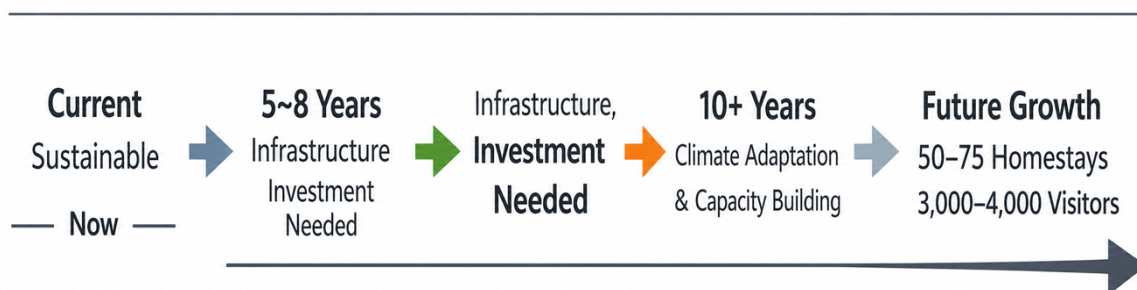 Current
Sustainable
Now
5~8 Years
Infrastructure
Investment
Needed
Infrastructure,
Investment
Needed
10+ Years
Climate Adaptation
& Capacity Building
Future Growth
50–75 Homestays
3,000–4,000 Visitors